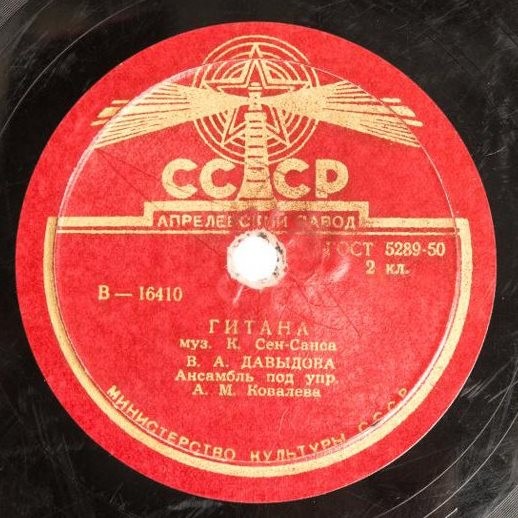 СССР
АПРЕЛЕВСКИЙ ЗАВОД
ГОСТ 5289-50
2 кл.
В — 16410
ГИТАНА
муз. К. Сен-Санса
В. А. ДАВЫДОВА
Ансамбль под упр.
А. М. Ковалева
МИНИСТЕРСТВО КУЛЬТУРЫ СССР